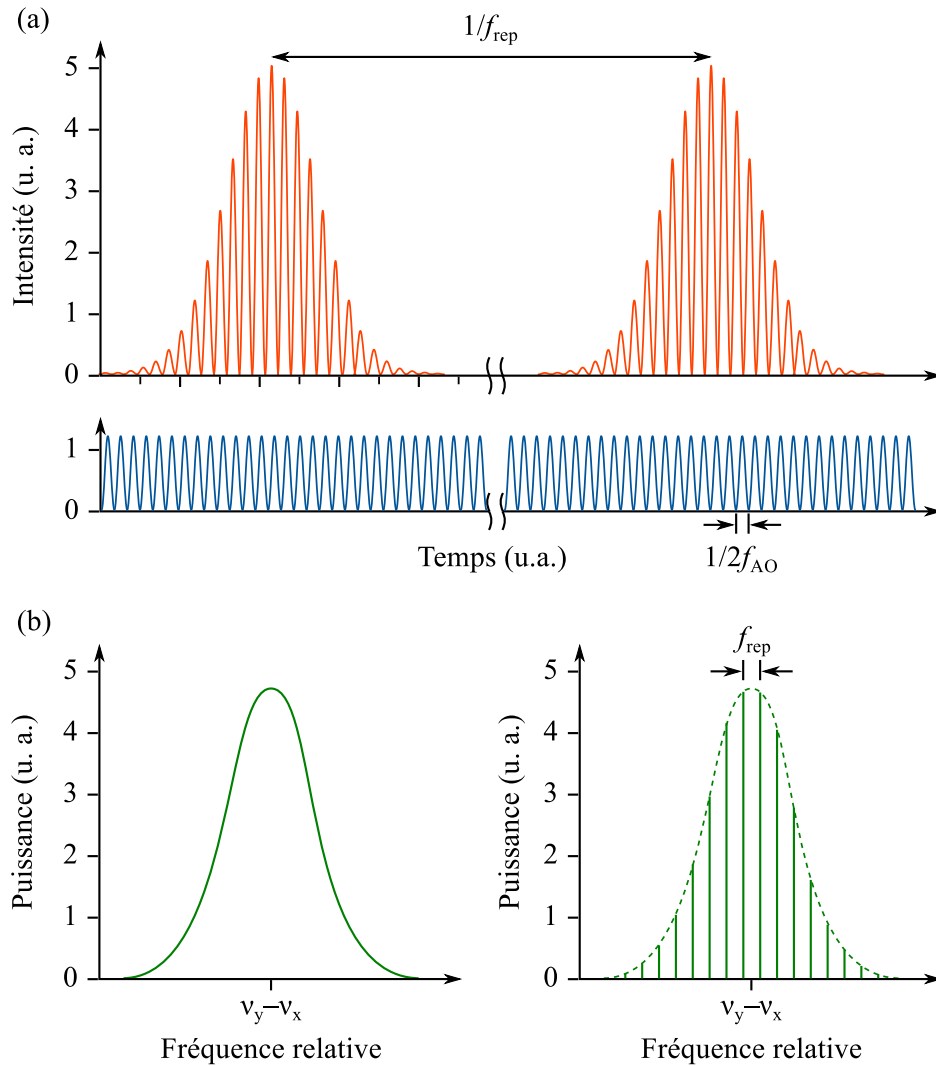 (a)
1/f_rep
Intensité (u. a.)
5
4
3
2
1
0
1
0
Temps (u.a.)
1/2f_AO
(b)
Puissance (u. a.)
5
4
3
2
1
0
ν_y–ν_x
Fréquence relative
f_rep
Puissance (u. a.)
5
4
3
2
1
0
ν_y–ν_x
Fréquence relative